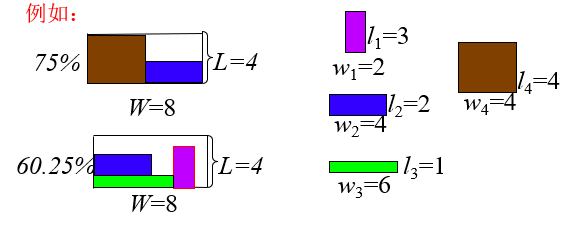 例如：
75% L=4
W=8
60.25% L=4
W=8
l₁=3
w₁=2
l₂=2
w₂=4
l₃=1
w₃=6
l₄=4
w₄=4